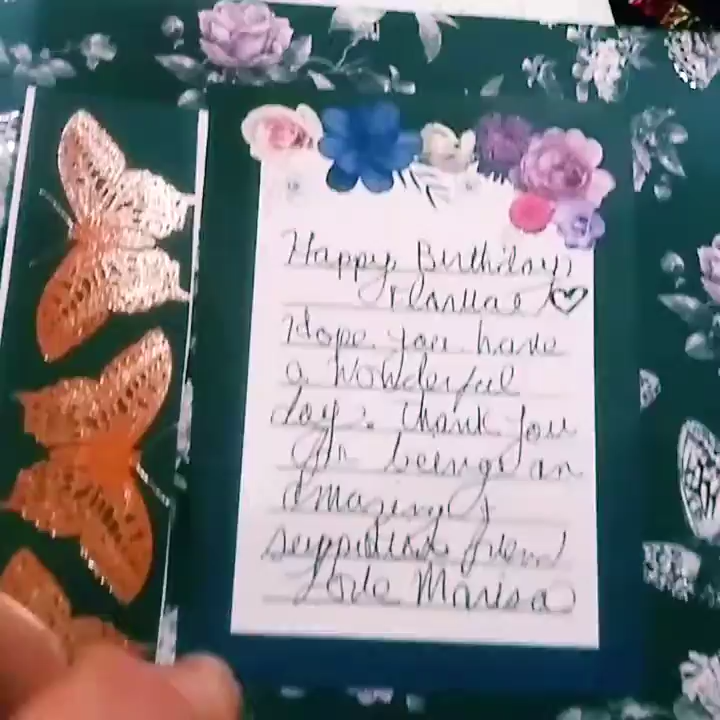 Happy Birthday
Hope you have
a Wonderful
day & thank you
for being an
amazing &
supportive friend
Love Marisa